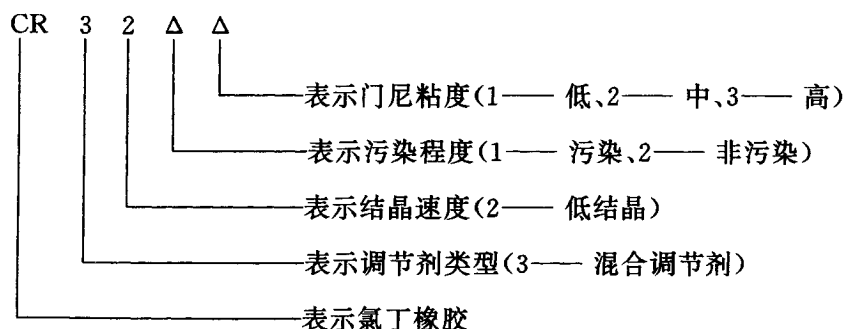 CR 3 2 Δ Δ
表示门尼粘度(1—— 低、2—— 中、3—— 高)
表示污染程度(1—— 污染、2—— 非污染)
表示结晶速度(2—— 低结晶)
表示调节剂类型(3—— 混合调节剂)
表示氯丁橡胶